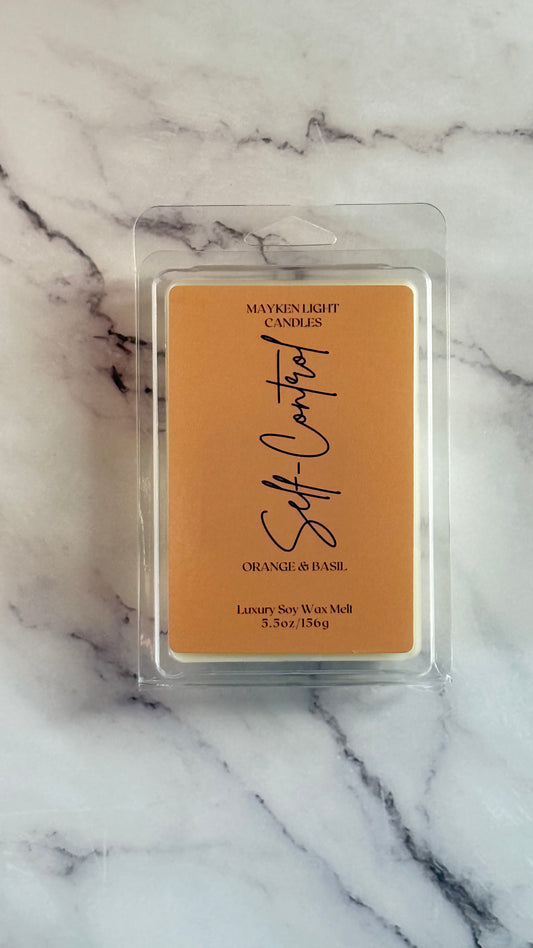 MAYKEN LIGHT
CANDLES
Self-Control
ORANGE & BASIL
Luxury Soy Wax Melt
5.5oz/156g